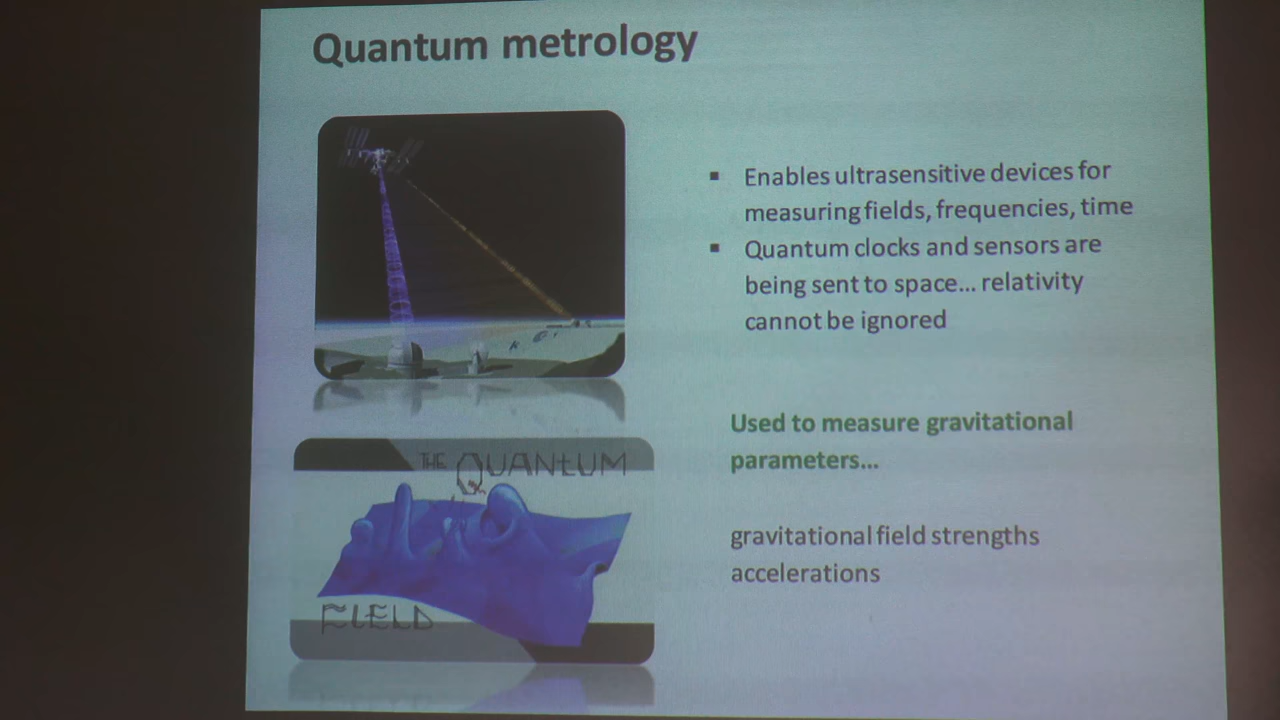 Quantum metrology
▪ Enables ultrasensitive devices for
measuring fields, frequencies, time
▪ Quantum clocks and sensors are
being sent to space... relativity
cannot be ignored
Used to measure gravitational
parameters...
gravitational field strengths
accelerations
THE QUANTUM
FIELD